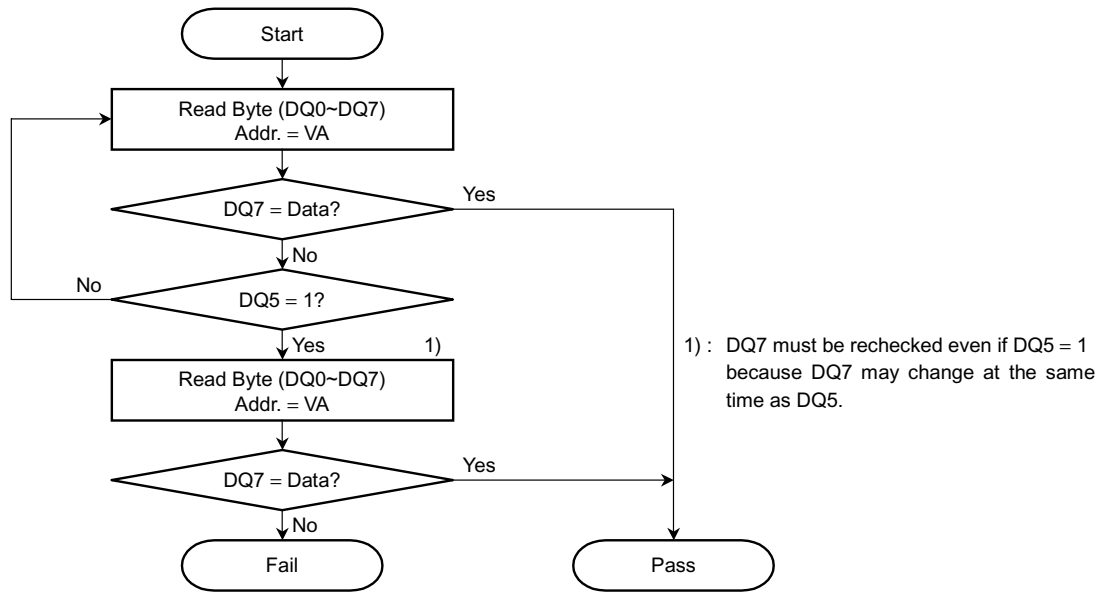 Start
Read Byte (DQ0~DQ7)
Addr. = VA
DQ7 = Data?
Yes
No
No
DQ5 = 1?
Yes
1)
Read Byte (DQ0~DQ7)
Addr. = VA
DQ7 = Data?
Yes
No
Fail
Pass
1) : DQ7 must be rechecked even if DQ5 = 1
because DQ7 may change at the same
time as DQ5.